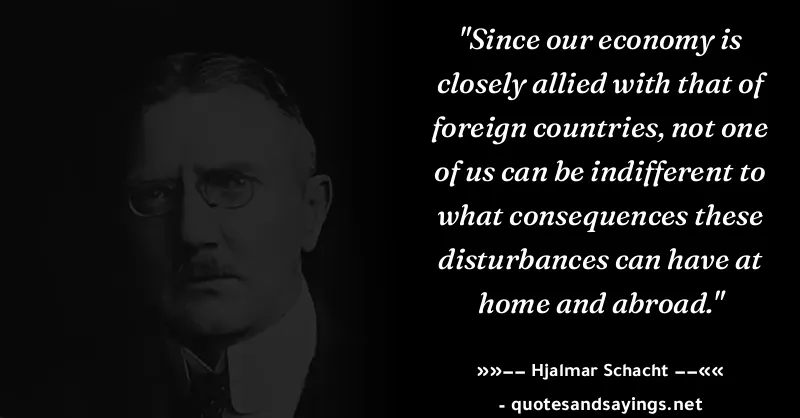 "Since our economy is
closely allied with that of
foreign countries, not one
of us can be indifferent to
what consequences these
disturbances can have at
home and abroad."
»»−− Hjalmar Schacht −−««
- quotesandsayings.net